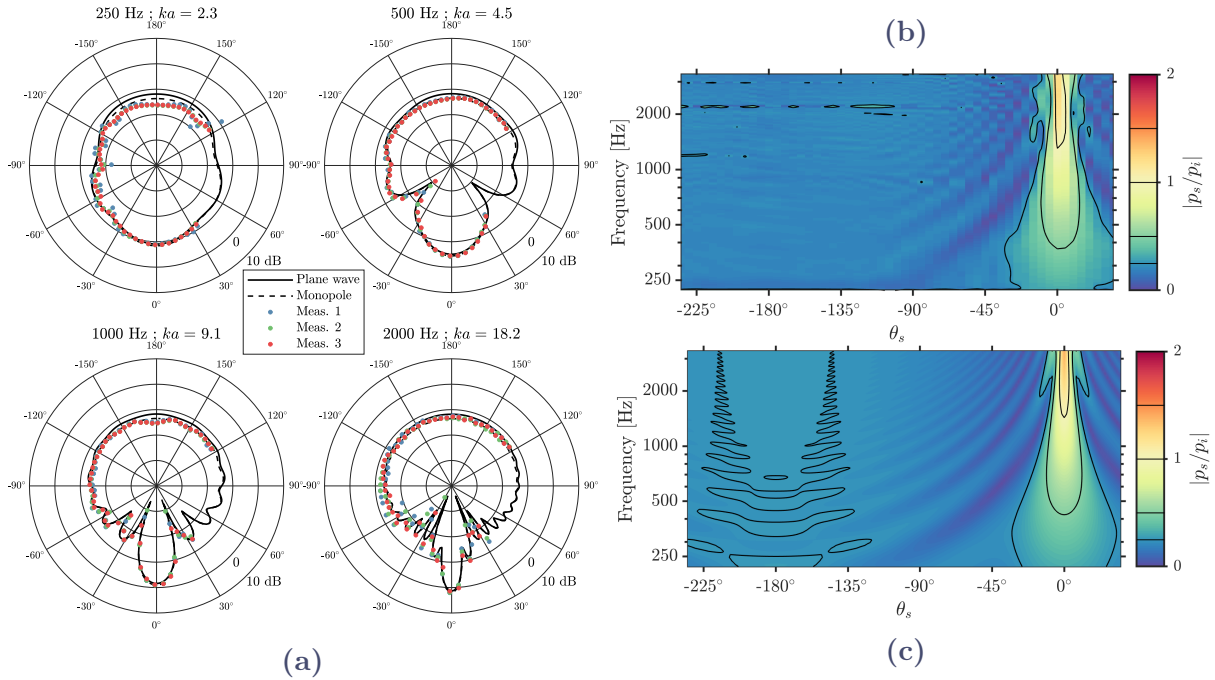 250 Hz ; ka = 2.3
180°
-150° 150°
-120° 120°
-90° 90°
-60° 60°
-30° 30°
0°
0
10 dB
500 Hz ; ka = 4.5
180°
-150° 150°
-120° 120°
-90° 90°
-60° 60°
-30° 30°
0°
0
10 dB
Plane wave
Monopole
Meas. 1
Meas. 2
Meas. 3
1000 Hz ; ka = 9.1
180°
-150° 150°
-120° 120°
-90° 90°
-60° 60°
-30° 30°
0°
0
10 dB
2000 Hz ; ka = 18.2
180°
-150° 150°
-120° 120°
-90° 90°
-60° 60°
-30° 30°
0°
0
10 dB
(a)
(b)
Frequency [Hz]
2000
1000
500
250
-225° -180° -135° -90° -45° 0°
θs
2
1
0
|ps/pi|
Frequency [Hz]
2000
1000
500
250
-225° -180° -135° -90° -45° 0°
θs
2
1
0
|ps/pi|
(c)